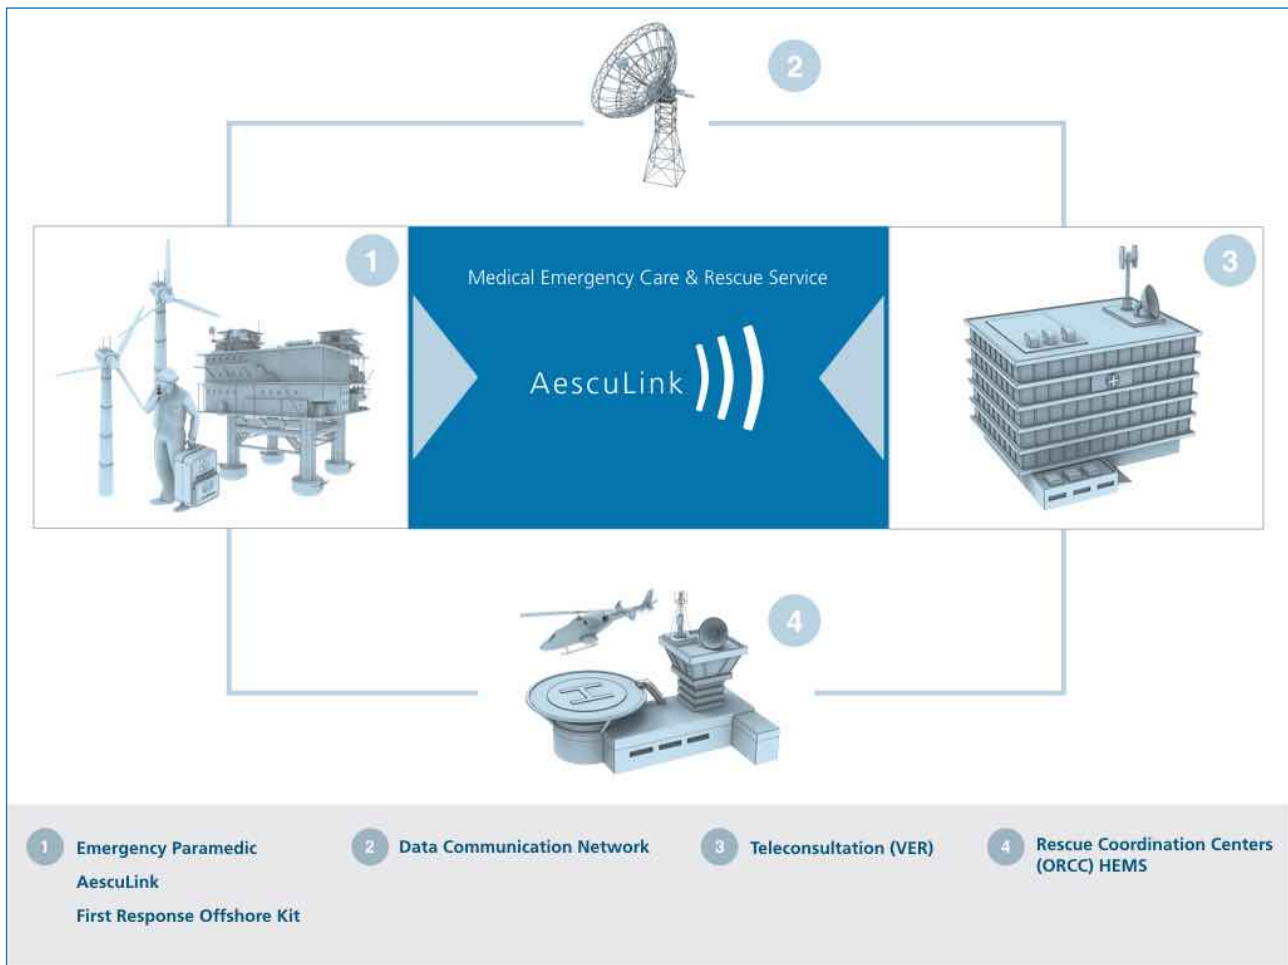 2
1
Medical Emergency Care & Rescue Service
3
AescuLink
H
4
1 Emergency Paramedic
AescuLink
First Response Offshore Kit
2 Data Communication Network
3 Teleconsultation (VER)
4 Rescue Coordination Centers
(ORCC) HEMS